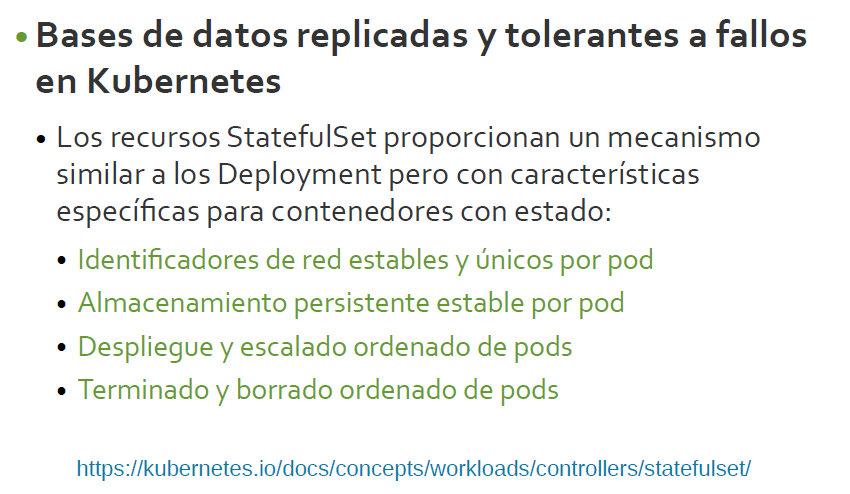 • Bases de datos replicadas y tolerantes a fallos
en Kubernetes
• Los recursos StatefulSet proporcionan un mecanismo
similar a los Deployment pero con características
específicas para contenedores con estado:
• Identificadores de red estables y únicos por pod
• Almacenamiento persistente estable por pod
• Despliegue y escalado ordenado de pods
• Terminado y borrado ordenado de pods
https://kubernetes.io/docs/concepts/workloads/controllers/statefulset/